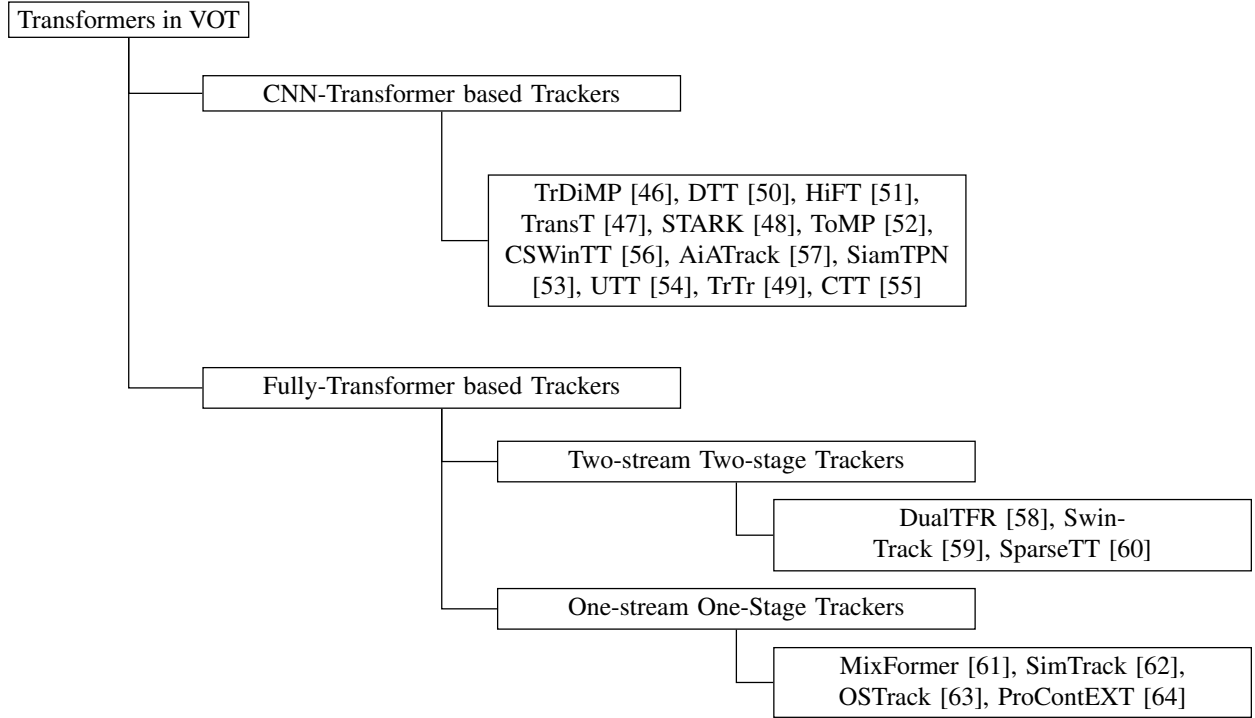 Transformers in VOT
CNN-Transformer based Trackers
TrDiMP [46], DTT [50], HiFT [51],
TransT [47], STARK [48], ToMP [52],
CSWinTT [56], AiATrack [57], SiamTPN
[53], UTT [54], TrTr [49], CTT [55]
Fully-Transformer based Trackers
Two-stream Two-stage Trackers
DualTFR [58], Swin-
Track [59], SparseTT [60]
One-stream One-Stage Trackers
MixFormer [61], SimTrack [62],
OSTrack [63], ProContEXT [64]